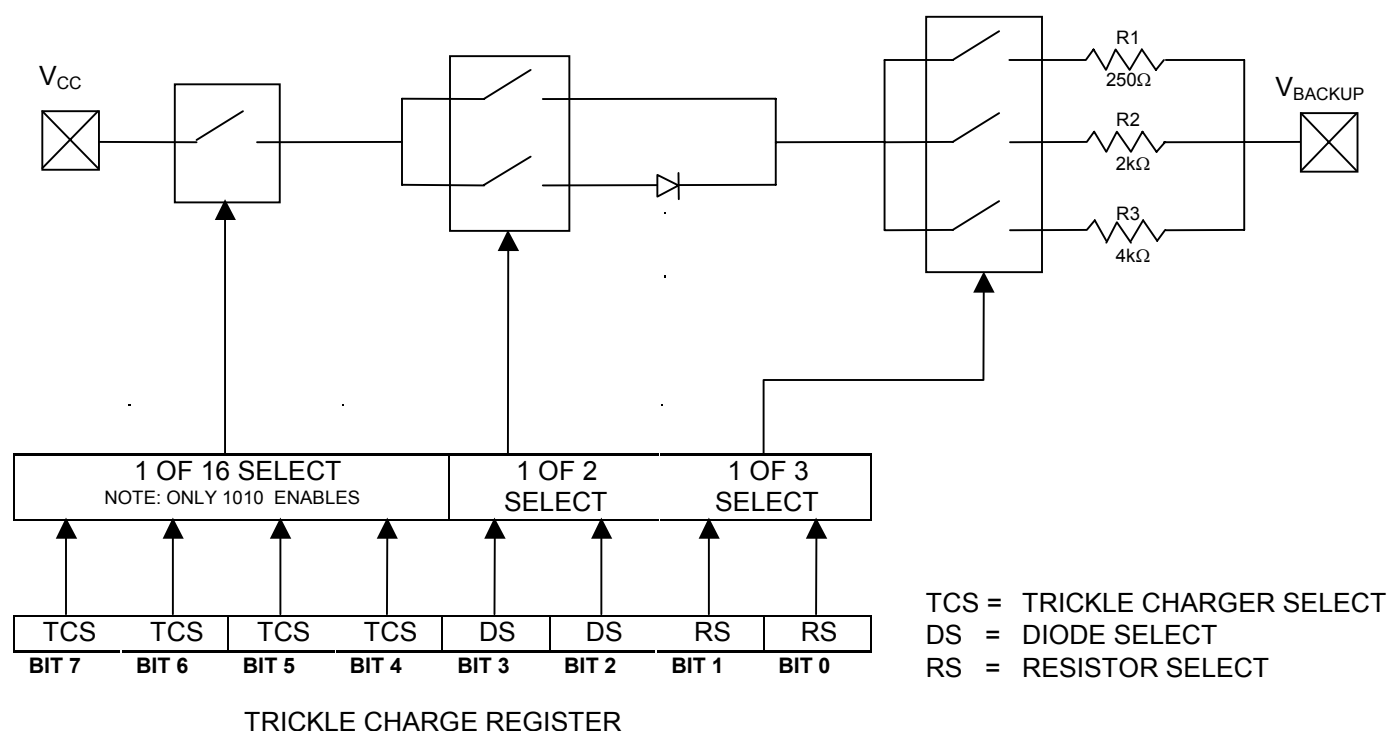 V_CC
R1
250Ω
V_BACKUP
R2
2kΩ
R3
4kΩ
1 OF 16 SELECT
NOTE: ONLY 1010 ENABLES
1 OF 2
SELECT
1 OF 3
SELECT
TCS TCS TCS TCS DS DS RS RS
BIT 7 BIT 6 BIT 5 BIT 4 BIT 3 BIT 2 BIT 1 BIT 0
TRICKLE CHARGE REGISTER
TCS = TRICKLE CHARGER SELECT
DS = DIODE SELECT
RS = RESISTOR SELECT